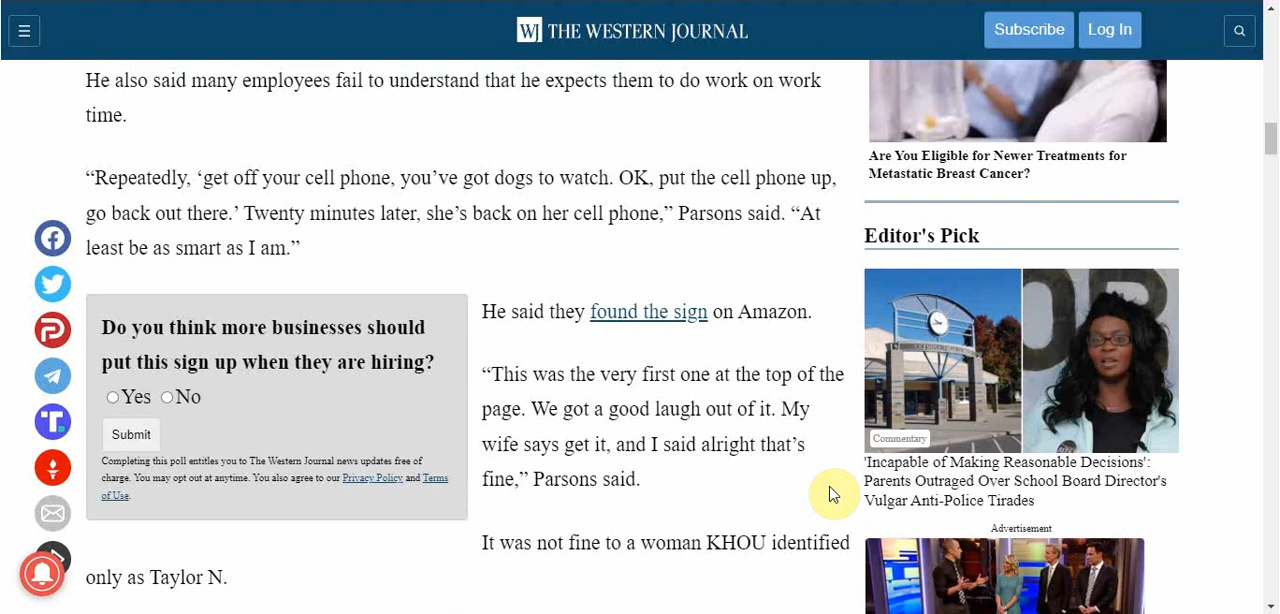 WJ THE WESTERN JOURNAL
Subscribe
Log In
He also said many employees fail to understand that he expects them to do work on work
time.
“Repeatedly, ‘get off your cell phone, you’ve got dogs to watch. OK, put the cell phone up,
go back out there.’ Twenty minutes later, she’s back on her cell phone,” Parsons said. “At
least be as smart as I am.”
Do you think more businesses should
put this sign up when they are hiring?
Yes No
Submit
Completing this poll entitles you to The Western Journal news updates free of
charge. You may opt out at anytime. You also agree to our Privacy Policy and Terms
of Use.
He said they found the sign on Amazon.
“This was the very first one at the top of the
page. We got a good laugh out of it. My
wife says get it, and I said alright that’s
fine,” Parsons said.
It was not fine to a woman KHOU identified
only as Taylor N.
Are You Eligible for Newer Treatments for
Metastatic Breast Cancer?
Editor's Pick
Commentary
'Incapable of Making Reasonable Decisions':
Parents Outraged Over School Board Director's
Vulgar Anti-Police Tirades
Advertisement